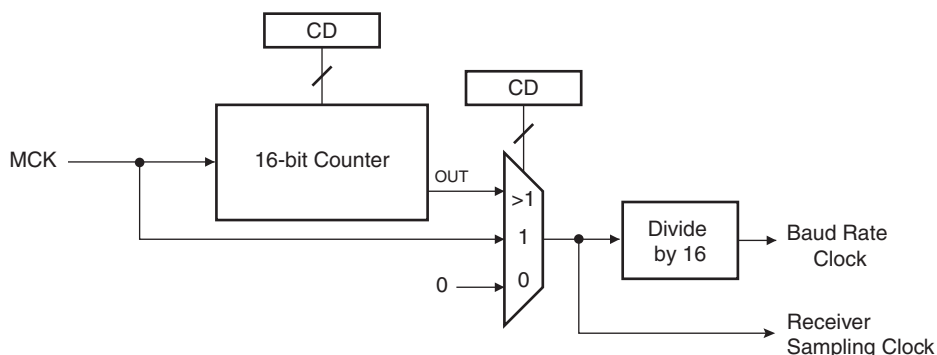 CD
CD
MCK
16-bit Counter
OUT
>1
1
0
0
Divide
by 16
Baud Rate
Clock
Receiver
Sampling Clock